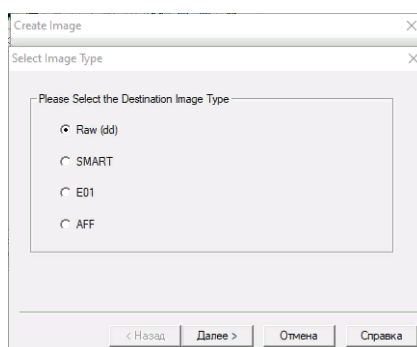 Create Image
Select Image Type
Please Select the Destination Image Type
Raw (dd)
SMART
E01
AFF
< Назад
Далее >
Отмена
Справка